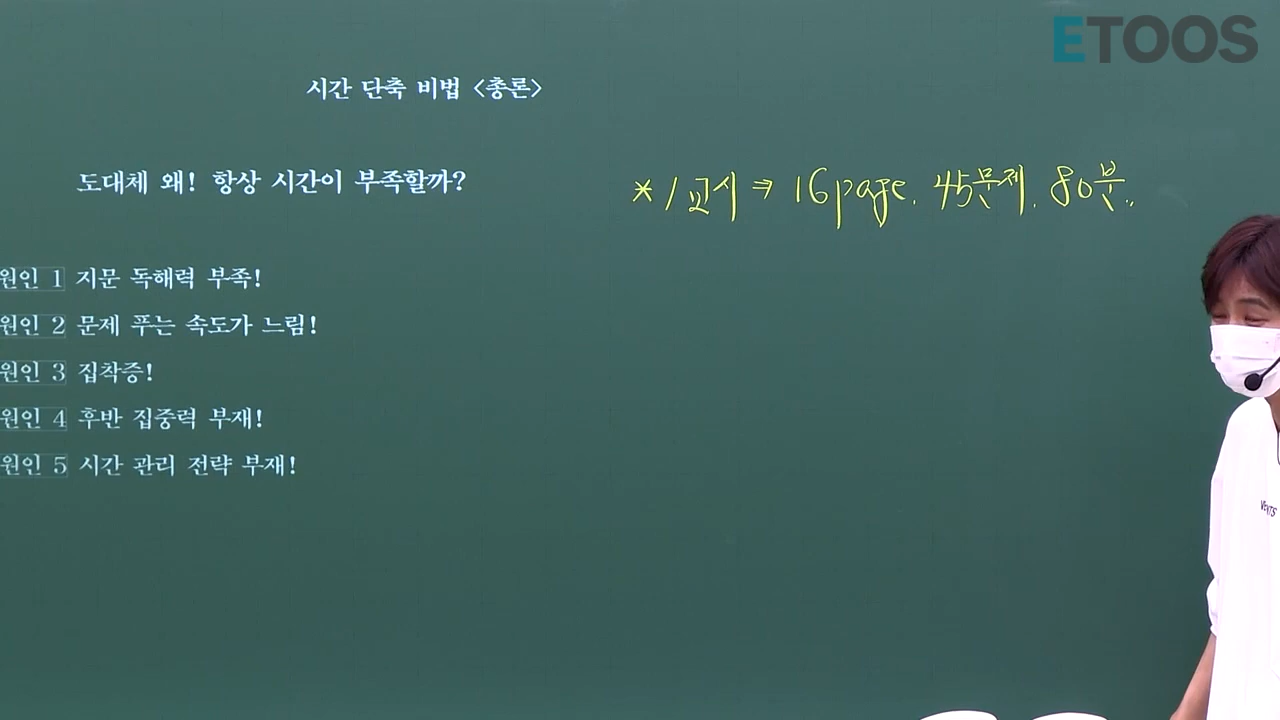 ETOOS
시간 단축 비법 <총론>
도대체 왜! 항상 시간이 부족할까?
* 1교시 ⇒ 16page. 45문제. 80분.
원인 1 지문 독해력 부족!
원인 2 문제 푸는 속도가 느림!
원인 3 집착증!
원인 4 후반 집중력 부재!
원인 5 시간 관리 전략 부재!